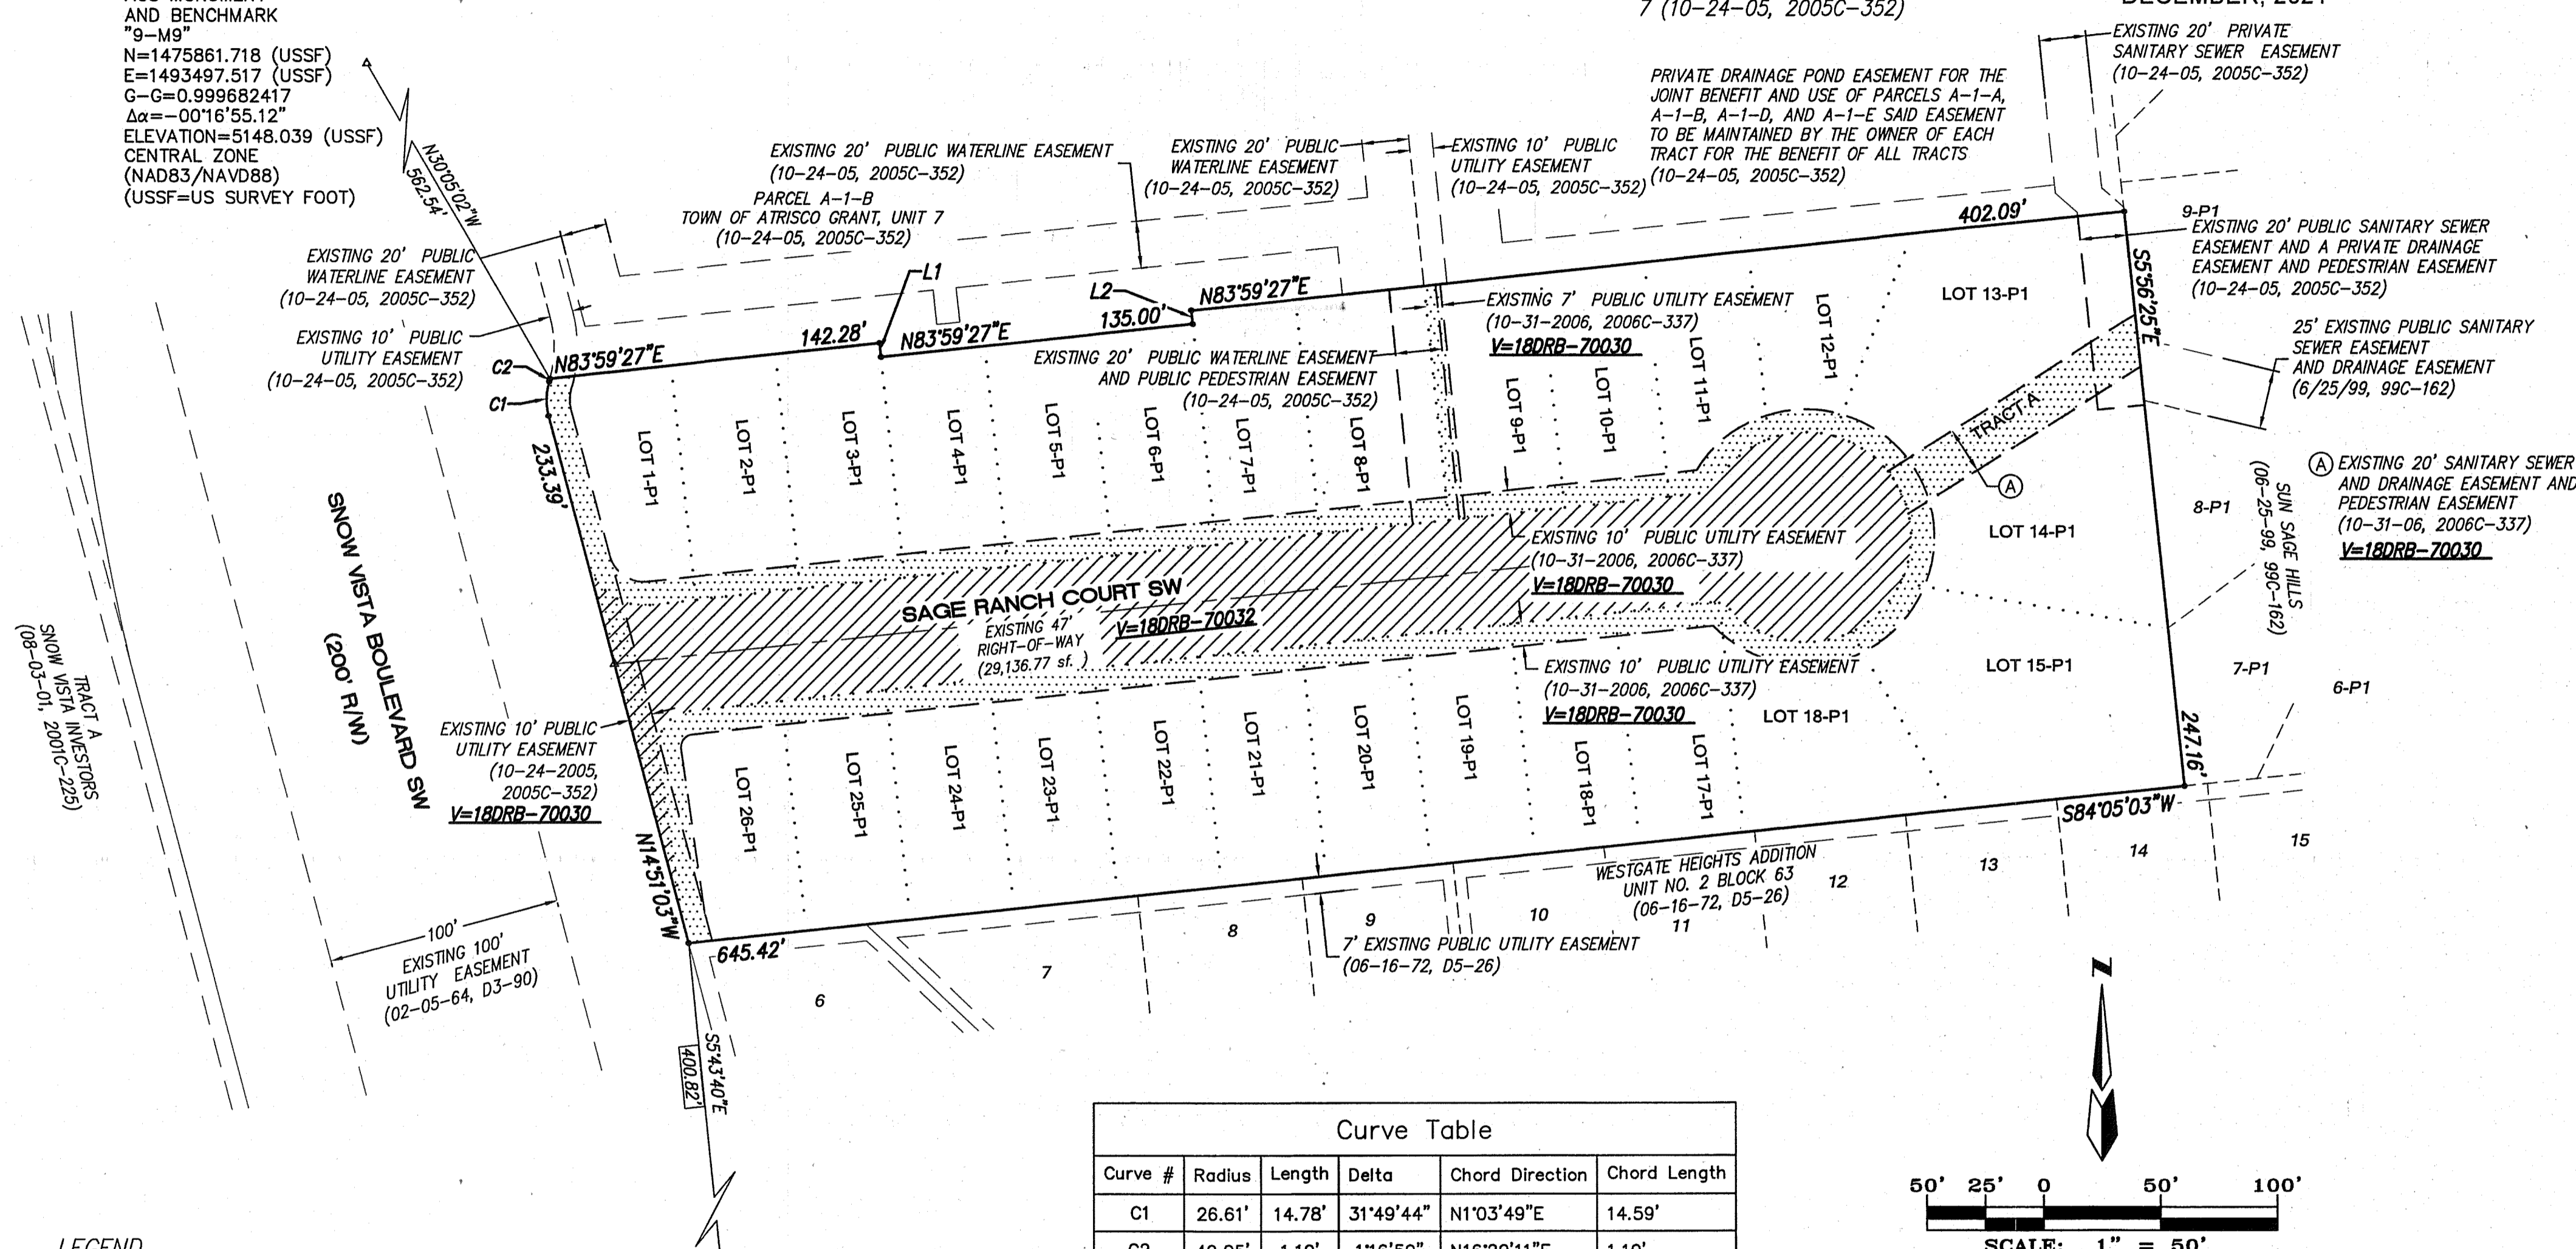 AND BENCHMARK
"9-M9"
N=1475861.718 (USSF)
E=1493497.517 (USSF)
G-G=0.999682417
Δα=-00°16'55.12"
ELEVATION=5148.039 (USSF)
CENTRAL ZONE
(NAD83/NAVD88)
(USSF=US SURVEY FOOT)
7 (10-24-05, 2005C-352)
EXISTING 20' PRIVATE
SANITARY SEWER EASEMENT
(10-24-05, 2005C-352)
PRIVATE DRAINAGE POND EASEMENT FOR THE
JOINT BENEFIT AND USE OF PARCELS A-1-A,
A-1-B, A-1-D, AND A-1-E SAID EASEMENT
TO BE MAINTAINED BY THE OWNER OF EACH
TRACT FOR THE BENEFIT OF ALL TRACTS
(10-24-05, 2005C-352)
N30°05'02"W
562.54'
EXISTING 20' PUBLIC WATERLINE EASEMENT
(10-24-05, 2005C-352)
PARCEL A-1-B
TOWN OF ATRISCO GRANT, UNIT 7
(10-24-05, 2005C-352)
EXISTING 20' PUBLIC
WATERLINE EASEMENT
(10-24-05, 2005C-352)
EXISTING 10' PUBLIC
UTILITY EASEMENT
(10-24-05, 2005C-352)
402.09'
9-P1
EXISTING 20' PUBLIC SANITARY SEWER
EASEMENT AND A PRIVATE DRAINAGE
EASEMENT AND PEDESTRIAN EASEMENT
(10-24-05, 2005C-352)
EXISTING 20' PUBLIC
WATERLINE EASEMENT
(10-24-05, 2005C-352)
EXISTING 10' PUBLIC
UTILITY EASEMENT
(10-24-05, 2005C-352)
L1
L2
C2
C1
N83°59'27"E
142.28'
N83°59'27"E
135.00'
N83°59'27"E
EXISTING 7' PUBLIC UTILITY EASEMENT
(10-31-2006, 2006C-337)
V=18DRB-70030
EXISTING 20' PUBLIC WATERLINE EASEMENT
AND PUBLIC PEDESTRIAN EASEMENT
(10-24-05, 2005C-352)
S5°56'25"E
25' EXISTING PUBLIC SANITARY
SEWER EASEMENT
AND DRAINAGE EASEMENT
(6/25/99, 99C-162)
LOT 1-P1
LOT 2-P1
LOT 3-P1
LOT 4-P1
LOT 5-P1
LOT 6-P1
LOT 7-P1
LOT 8-P1
LOT 9-P1
LOT 10-P1
LOT 11-P1
LOT 12-P1
LOT 13-P1
TRACT A
A
A EXISTING 20' SANITARY SEWER
AND DRAINAGE EASEMENT AND
PEDESTRIAN EASEMENT
(10-31-06, 2006C-337)
V=18DRB-70030
SUN SAGE HILLS
(06-25-99, 99C-162)
8-P1
LOT 14-P1
LOT 15-P1
7-P1
6-P1
233.39'
SNOW VISTA BOULEVARD SW
(200' R/W)
TRACT A
SNOW VISTA INVESTORS
(08-03-01, 2001C-225)
SAGE RANCH COURT SW
EXISTING 47'
RIGHT-OF-WAY
(29,136.77 sf.)
V=18DRB-70032
EXISTING 10' PUBLIC UTILITY EASEMENT
(10-31-2006, 2006C-337)
V=18DRB-70030
EXISTING 10' PUBLIC UTILITY EASEMENT
(10-31-2006, 2006C-337)
V=18DRB-70030
LOT 18-P1
EXISTING 10' PUBLIC
UTILITY EASEMENT
(10-24-2005,
2005C-352)
V=18DRB-70030
LOT 26-P1
LOT 25-P1
LOT 24-P1
LOT 23-P1
LOT 22-P1
LOT 21-P1
LOT 20-P1
LOT 19-P1
LOT 18-P1
LOT 17-P1
247.16'
S84°05'03"W
N14°51'03"W
645.42'
100'
EXISTING 100'
UTILITY EASEMENT
(02-05-64, D3-90)
WESTGATE HEIGHTS ADDITION
UNIT NO. 2 BLOCK 63
(06-16-72, D5-26)
6
7
8
9
10
11
12
13
14
15
7' EXISTING PUBLIC UTILITY EASEMENT
(06-16-72, D5-26)
S5°43'40"E
400.82'
Z
Curve Table
Curve # Radius Length Delta Chord Direction Chord Length
C1 26.61' 14.78' 31°49'44" N1°03'49"E 14.59'
50' 25' 0 50' 100'
SCALE: 1" = 50'
LEGEND